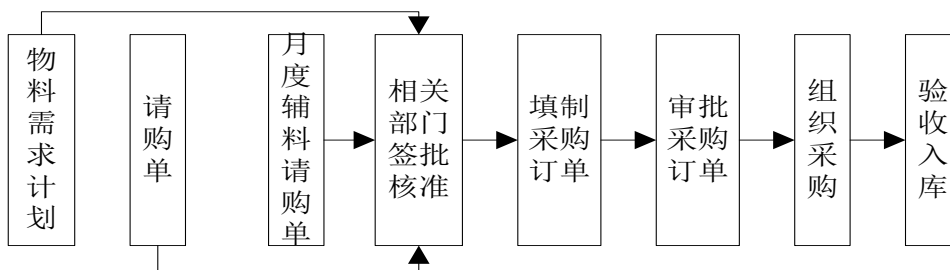 物料需求计划
请购单
月度辅料请购单
相关
部门
签批
核准
填制
采购
订单
审批
采购
订单
组织采购
验收入库